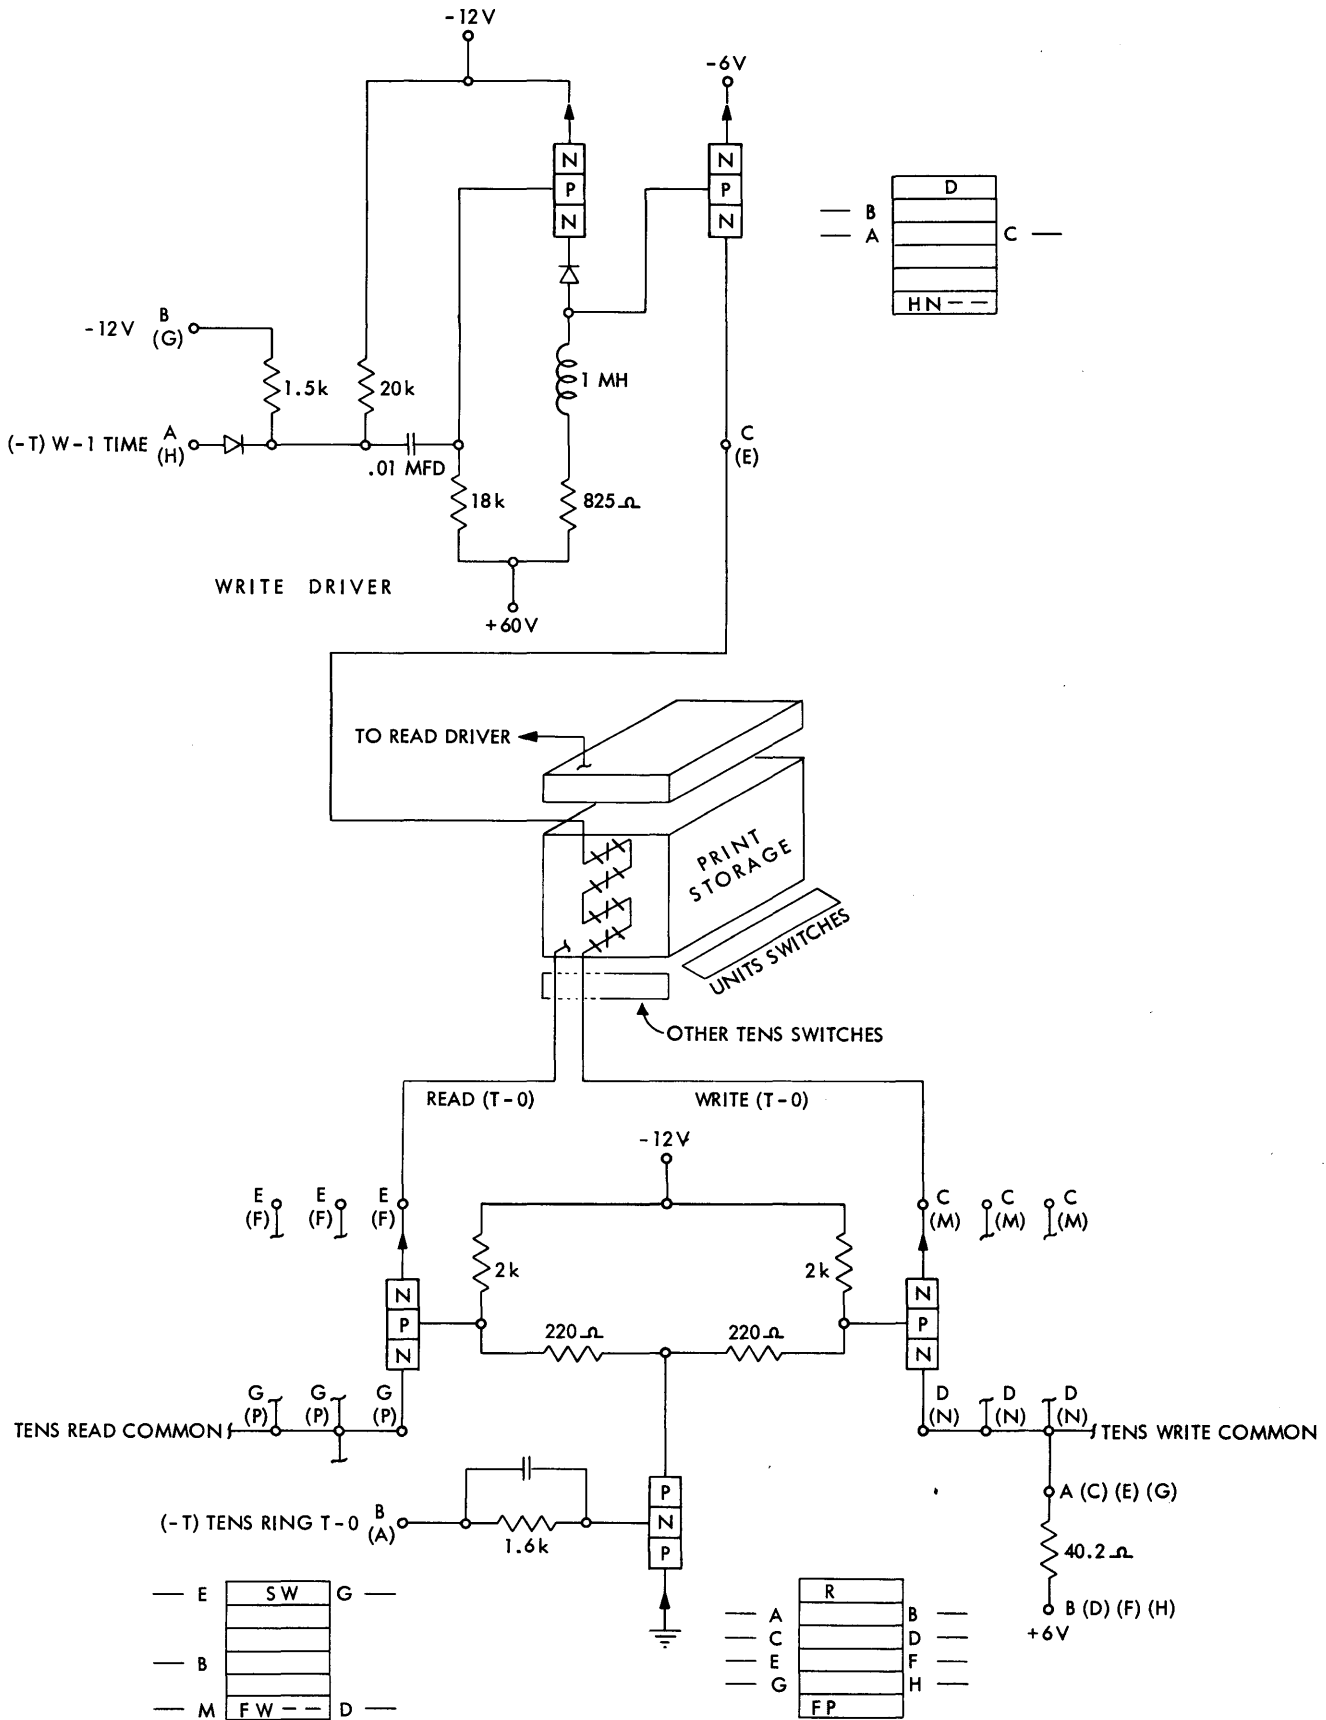 -12V
-6V
N
P
N
N
P
N
D
B
A
C
HN--
-12V
B
(G)
1.5k
20k
1 MH
(-T) W-1 TIME
A
(H)
.01 MFD
C
(E)
18k
825Ω
WRITE DRIVER
+60V
TO READ DRIVER
PRINT
STORAGE
UNITS SWITCHES
OTHER TENS SWITCHES
READ (T-0)
WRITE (T-0)
-12V
E
(F)
E
(F)
E
(F)
C
(M)
C
(M)
C
(M)
2k
2k
N
P
N
N
P
N
220Ω
220Ω
G
(P)
G
(P)
G
(P)
D
(N)
D
(N)
D
(N)
TENS READ COMMON
TENS WRITE COMMON
A (C) (E) (G)
P
N
P
(-T) TENS RING T-0
B
(A)
1.6k
40.2Ω
B (D) (F) (H)
+6V
E
SW
G
B
M
FW--
D
R
A
B
C
D
E
F
G
H
FP